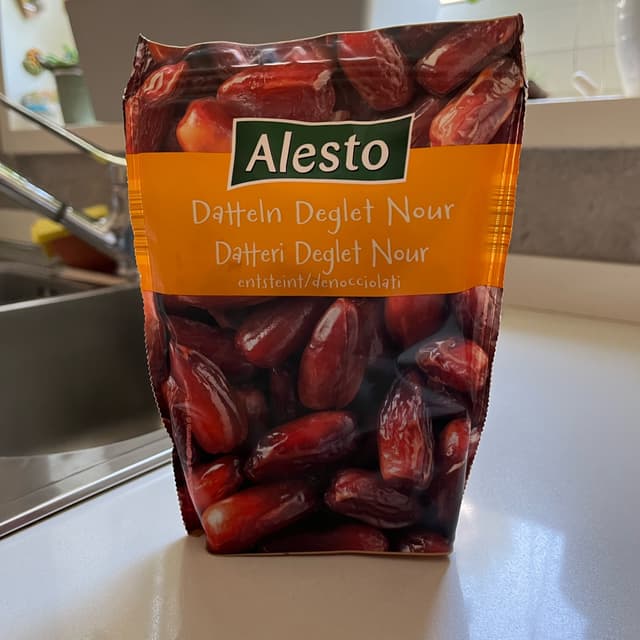 Alesto
Datteln Deglet Nour
Datteri Deglet Nour
entsteint/denocciolati